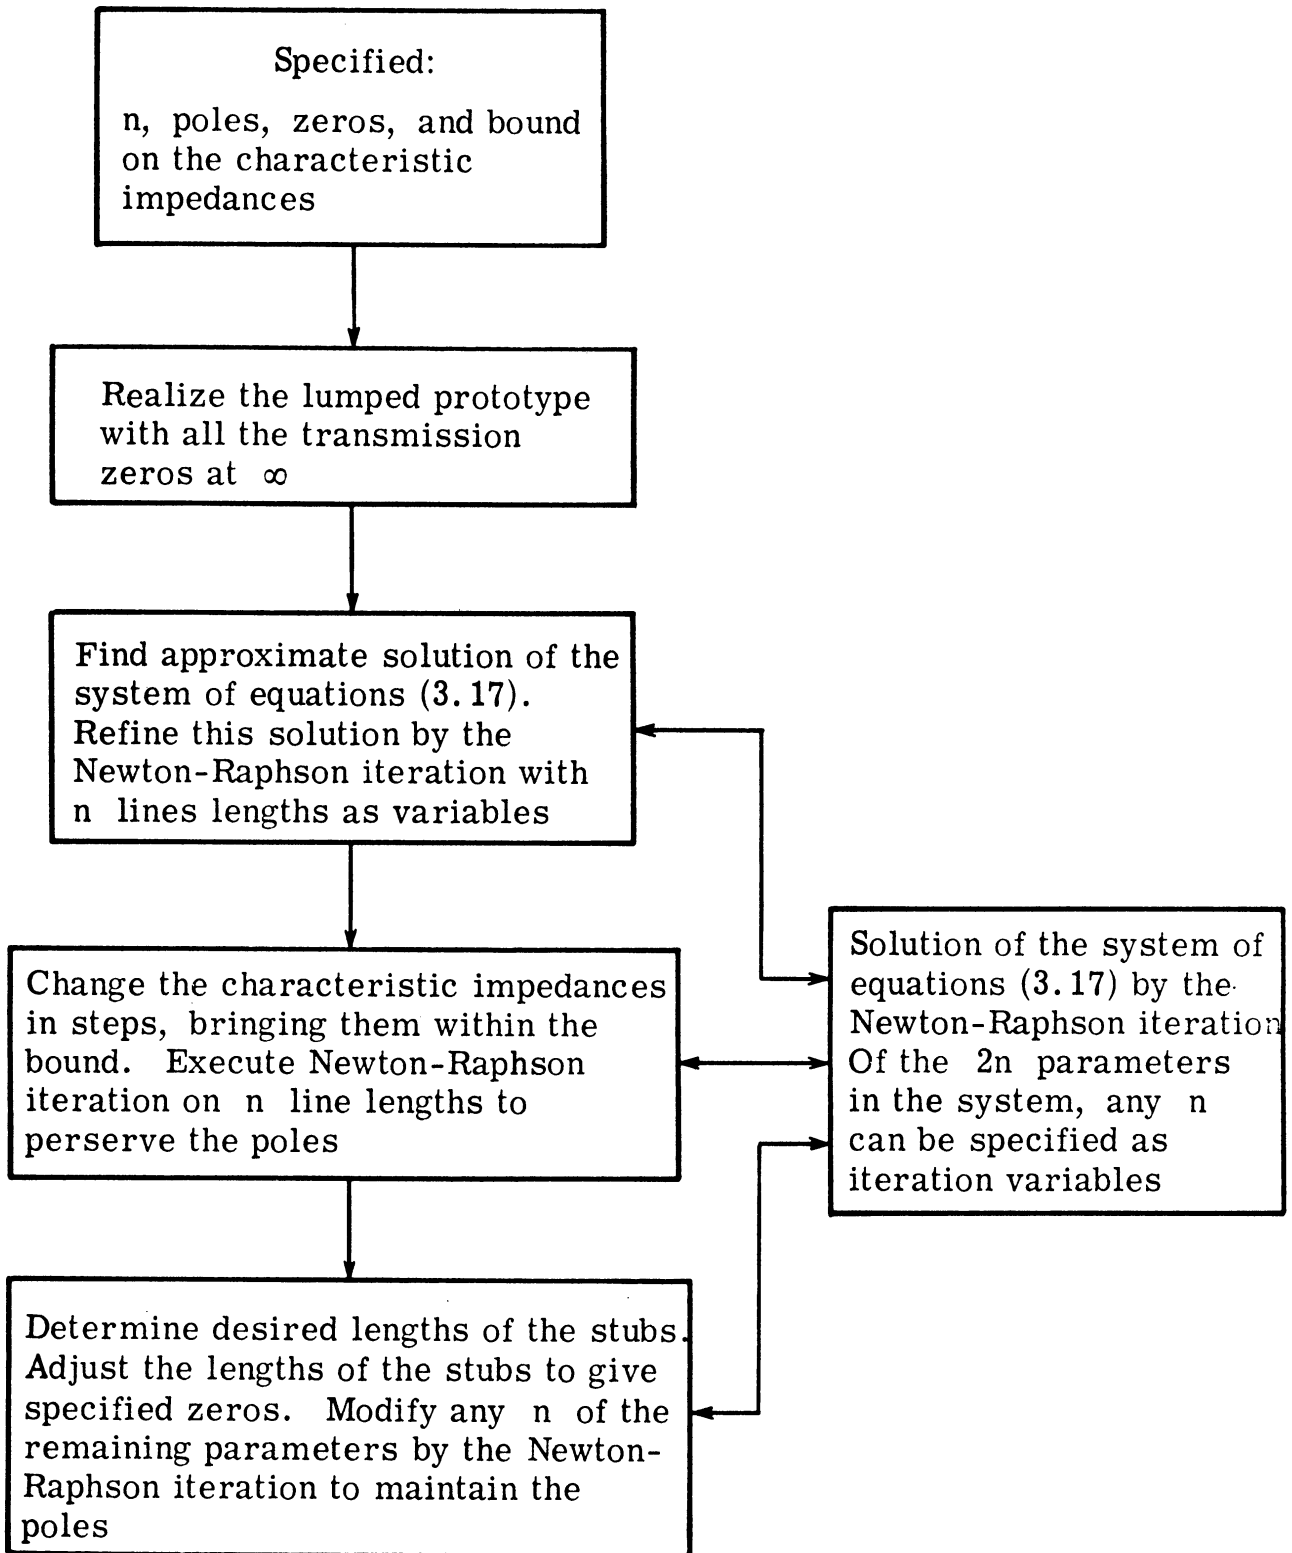 Specified:
n, poles, zeros, and bound
on the characteristic
impedances
Realize the lumped prototype
with all the transmission
zeros at ∞
Find approximate solution of the
system of equations (3.17).
Refine this solution by the
Newton-Raphson iteration with
n lines lengths as variables
Change the characteristic impedances
in steps, bringing them within the
bound. Execute Newton-Raphson
iteration on n line lengths to
perserve the poles
Solution of the system of
equations (3.17) by the
Newton-Raphson iteration
Of the 2n parameters
in the system, any n
can be specified as
iteration variables
Determine desired lengths of the stubs.
Adjust the lengths of the stubs to give
specified zeros. Modify any n of the
remaining parameters by the Newton-
Raphson iteration to maintain the
poles